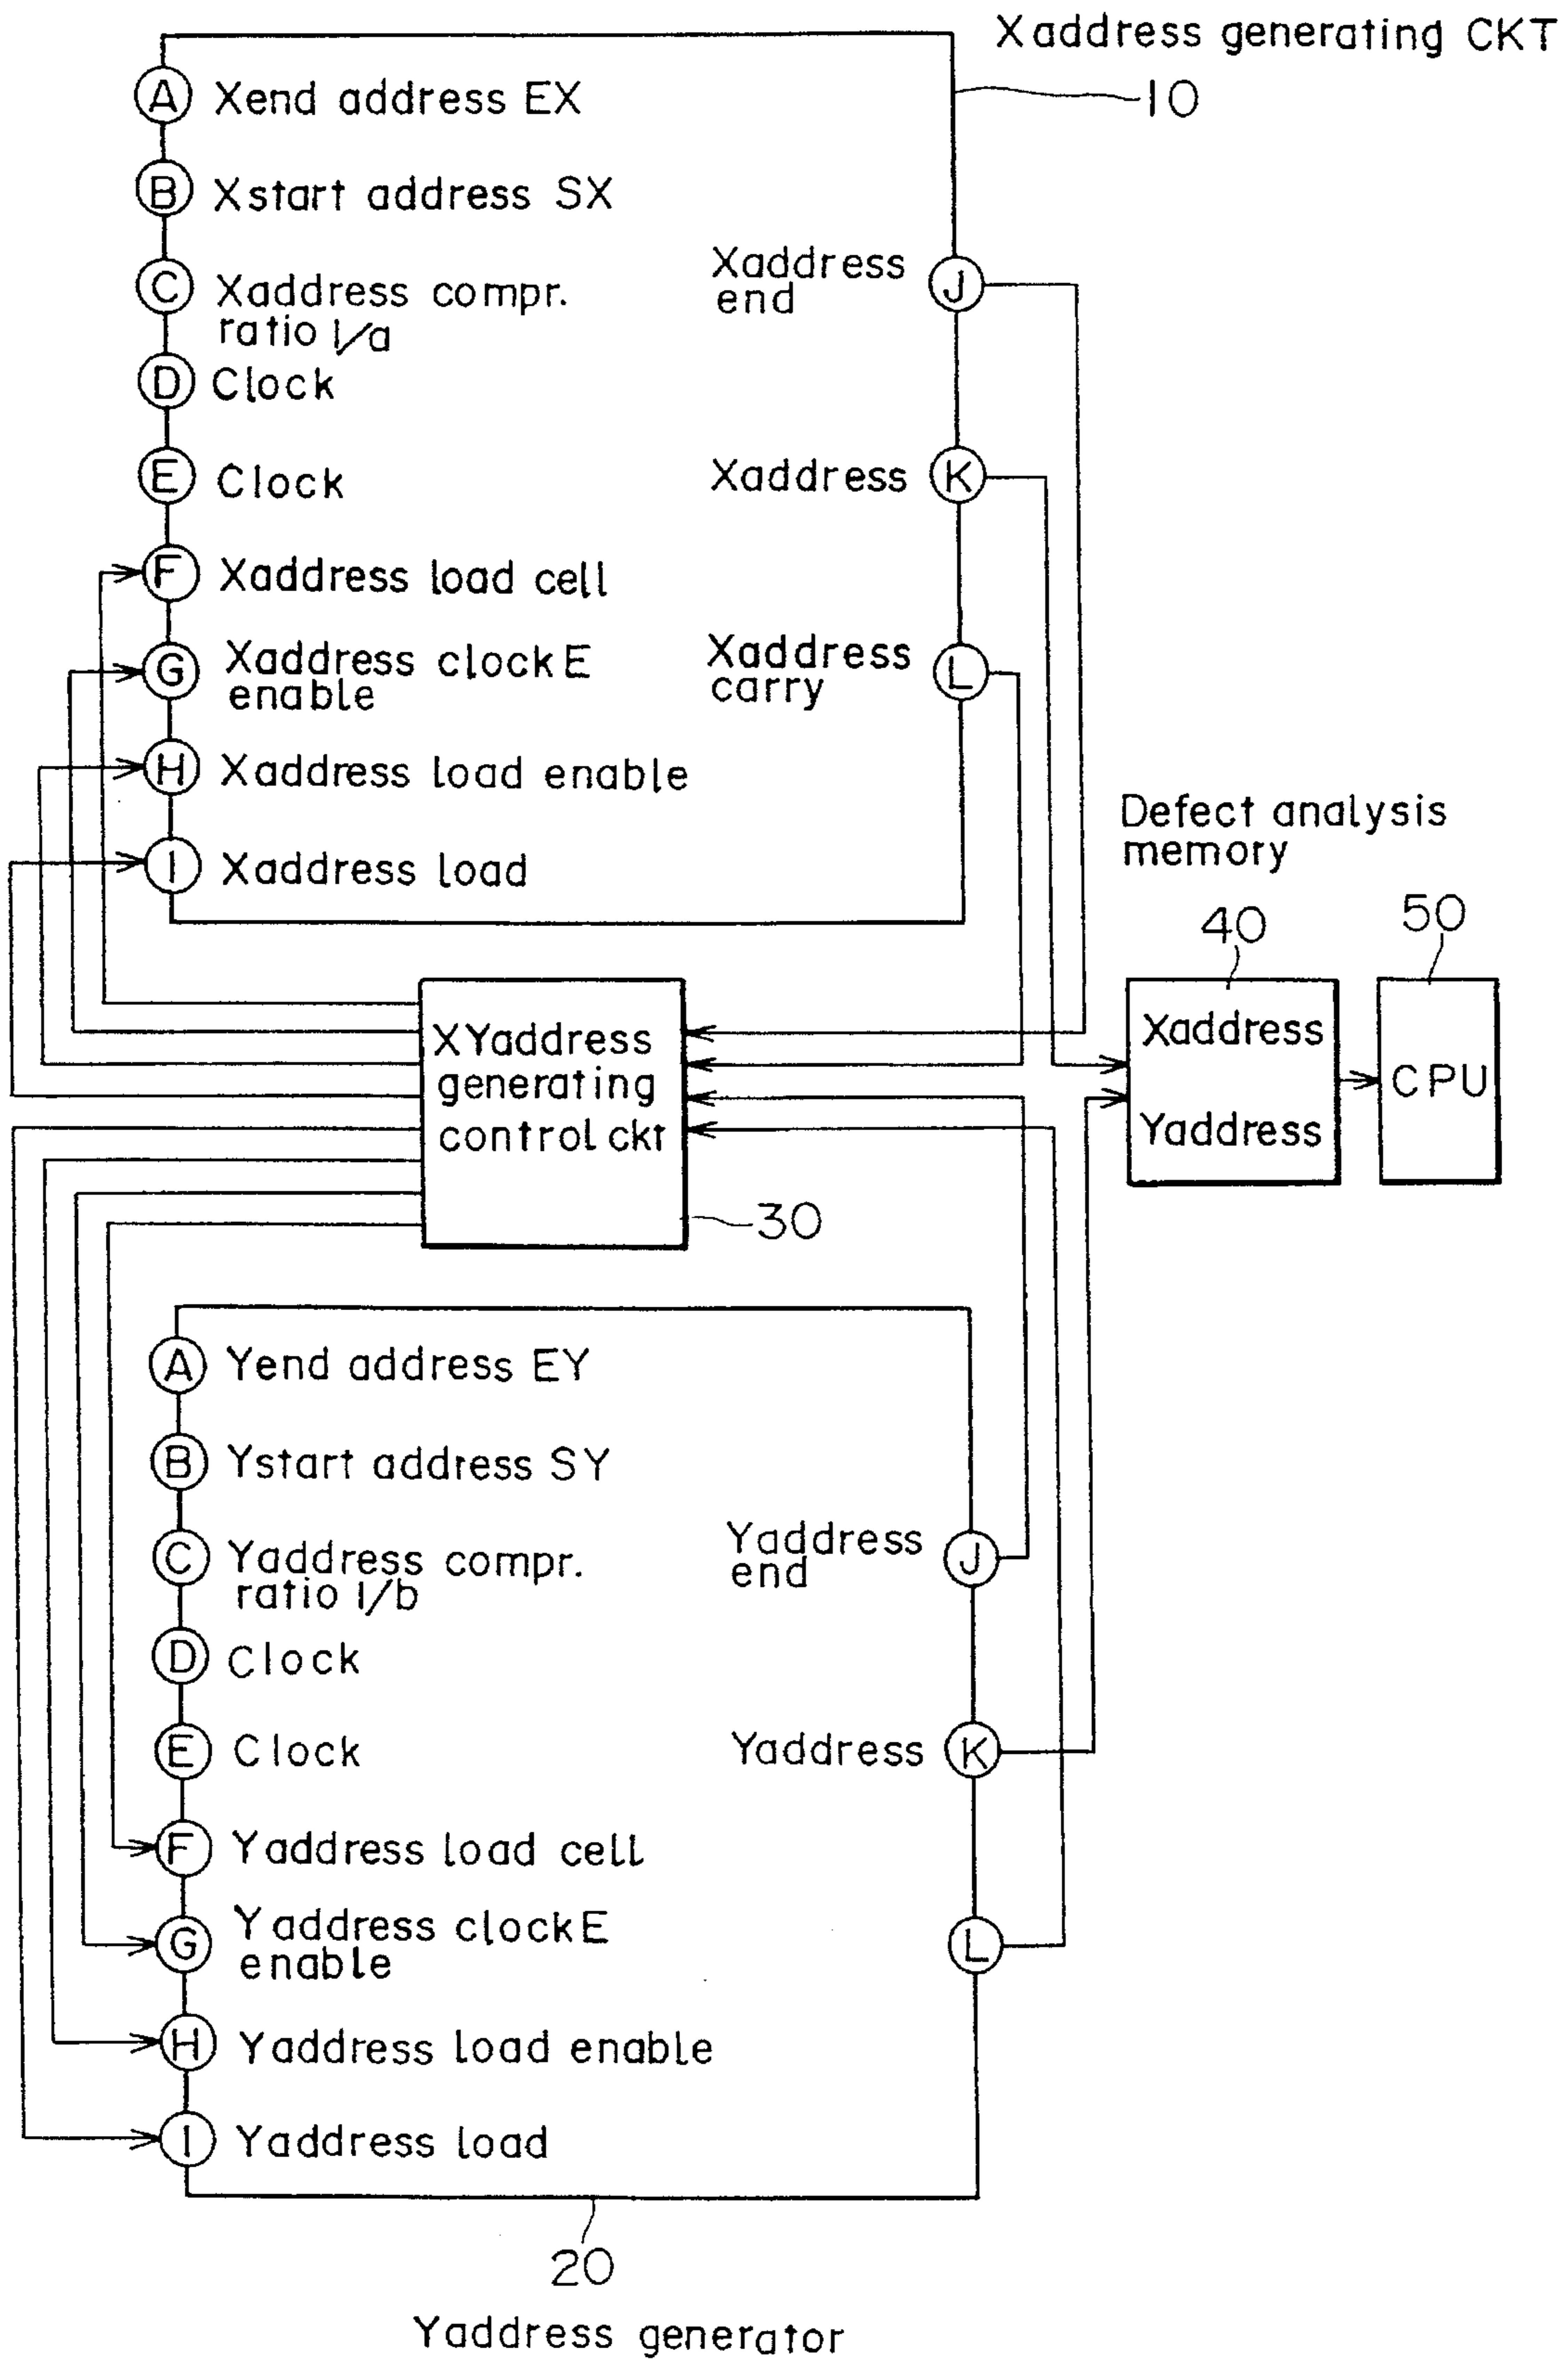 Xaddress generating CKT
10
A Xend address EX
B Xstart address SX
C Xaddress compr.
ratio 1/a
D Clock
E Clock
F Xaddress load cell
G Xaddress clockE
enable
H Xaddress load enable
I Xaddress load
Xaddress J
end
Xaddress K
Xaddress L
carry
Defect analysis
memory
40
50
XYaddress
generating
control ckt
30
Xaddress
Yaddress
CPU
A Yend address EY
B Ystart address SY
C Yaddress compr.
ratio 1/b
D Clock
E Clock
F Yaddress load cell
G Yaddress clockE
enable
H Yaddress load enable
I Yaddress load
Yaddress J
end
Yaddress K
L
20
Yaddress generator